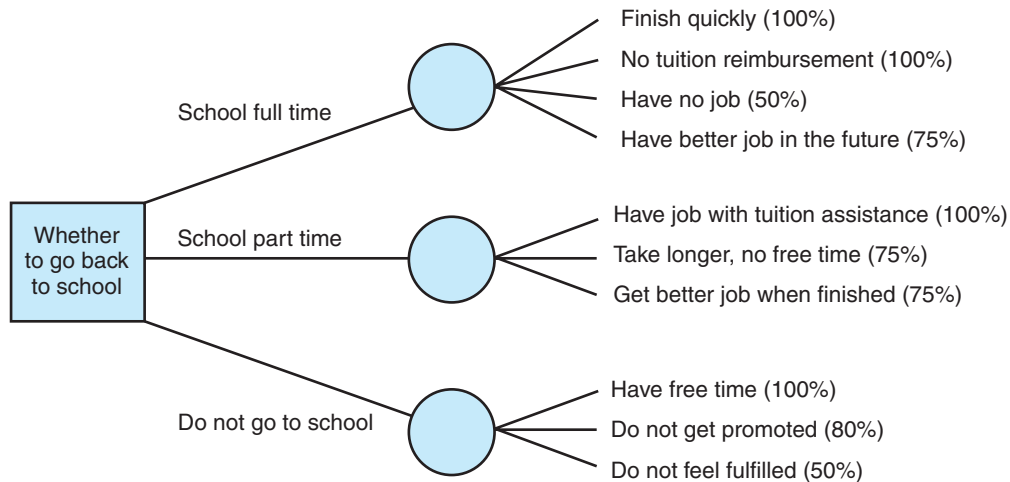 Finish quickly (100%)
No tuition reimbursement (100%)
School full time
Have no job (50%)
Have better job in the future (75%)
Whether
to go back
to school
School part time
Have job with tuition assistance (100%)
Take longer, no free time (75%)
Get better job when finished (75%)
Do not go to school
Have free time (100%)
Do not get promoted (80%)
Do not feel fulfilled (50%)